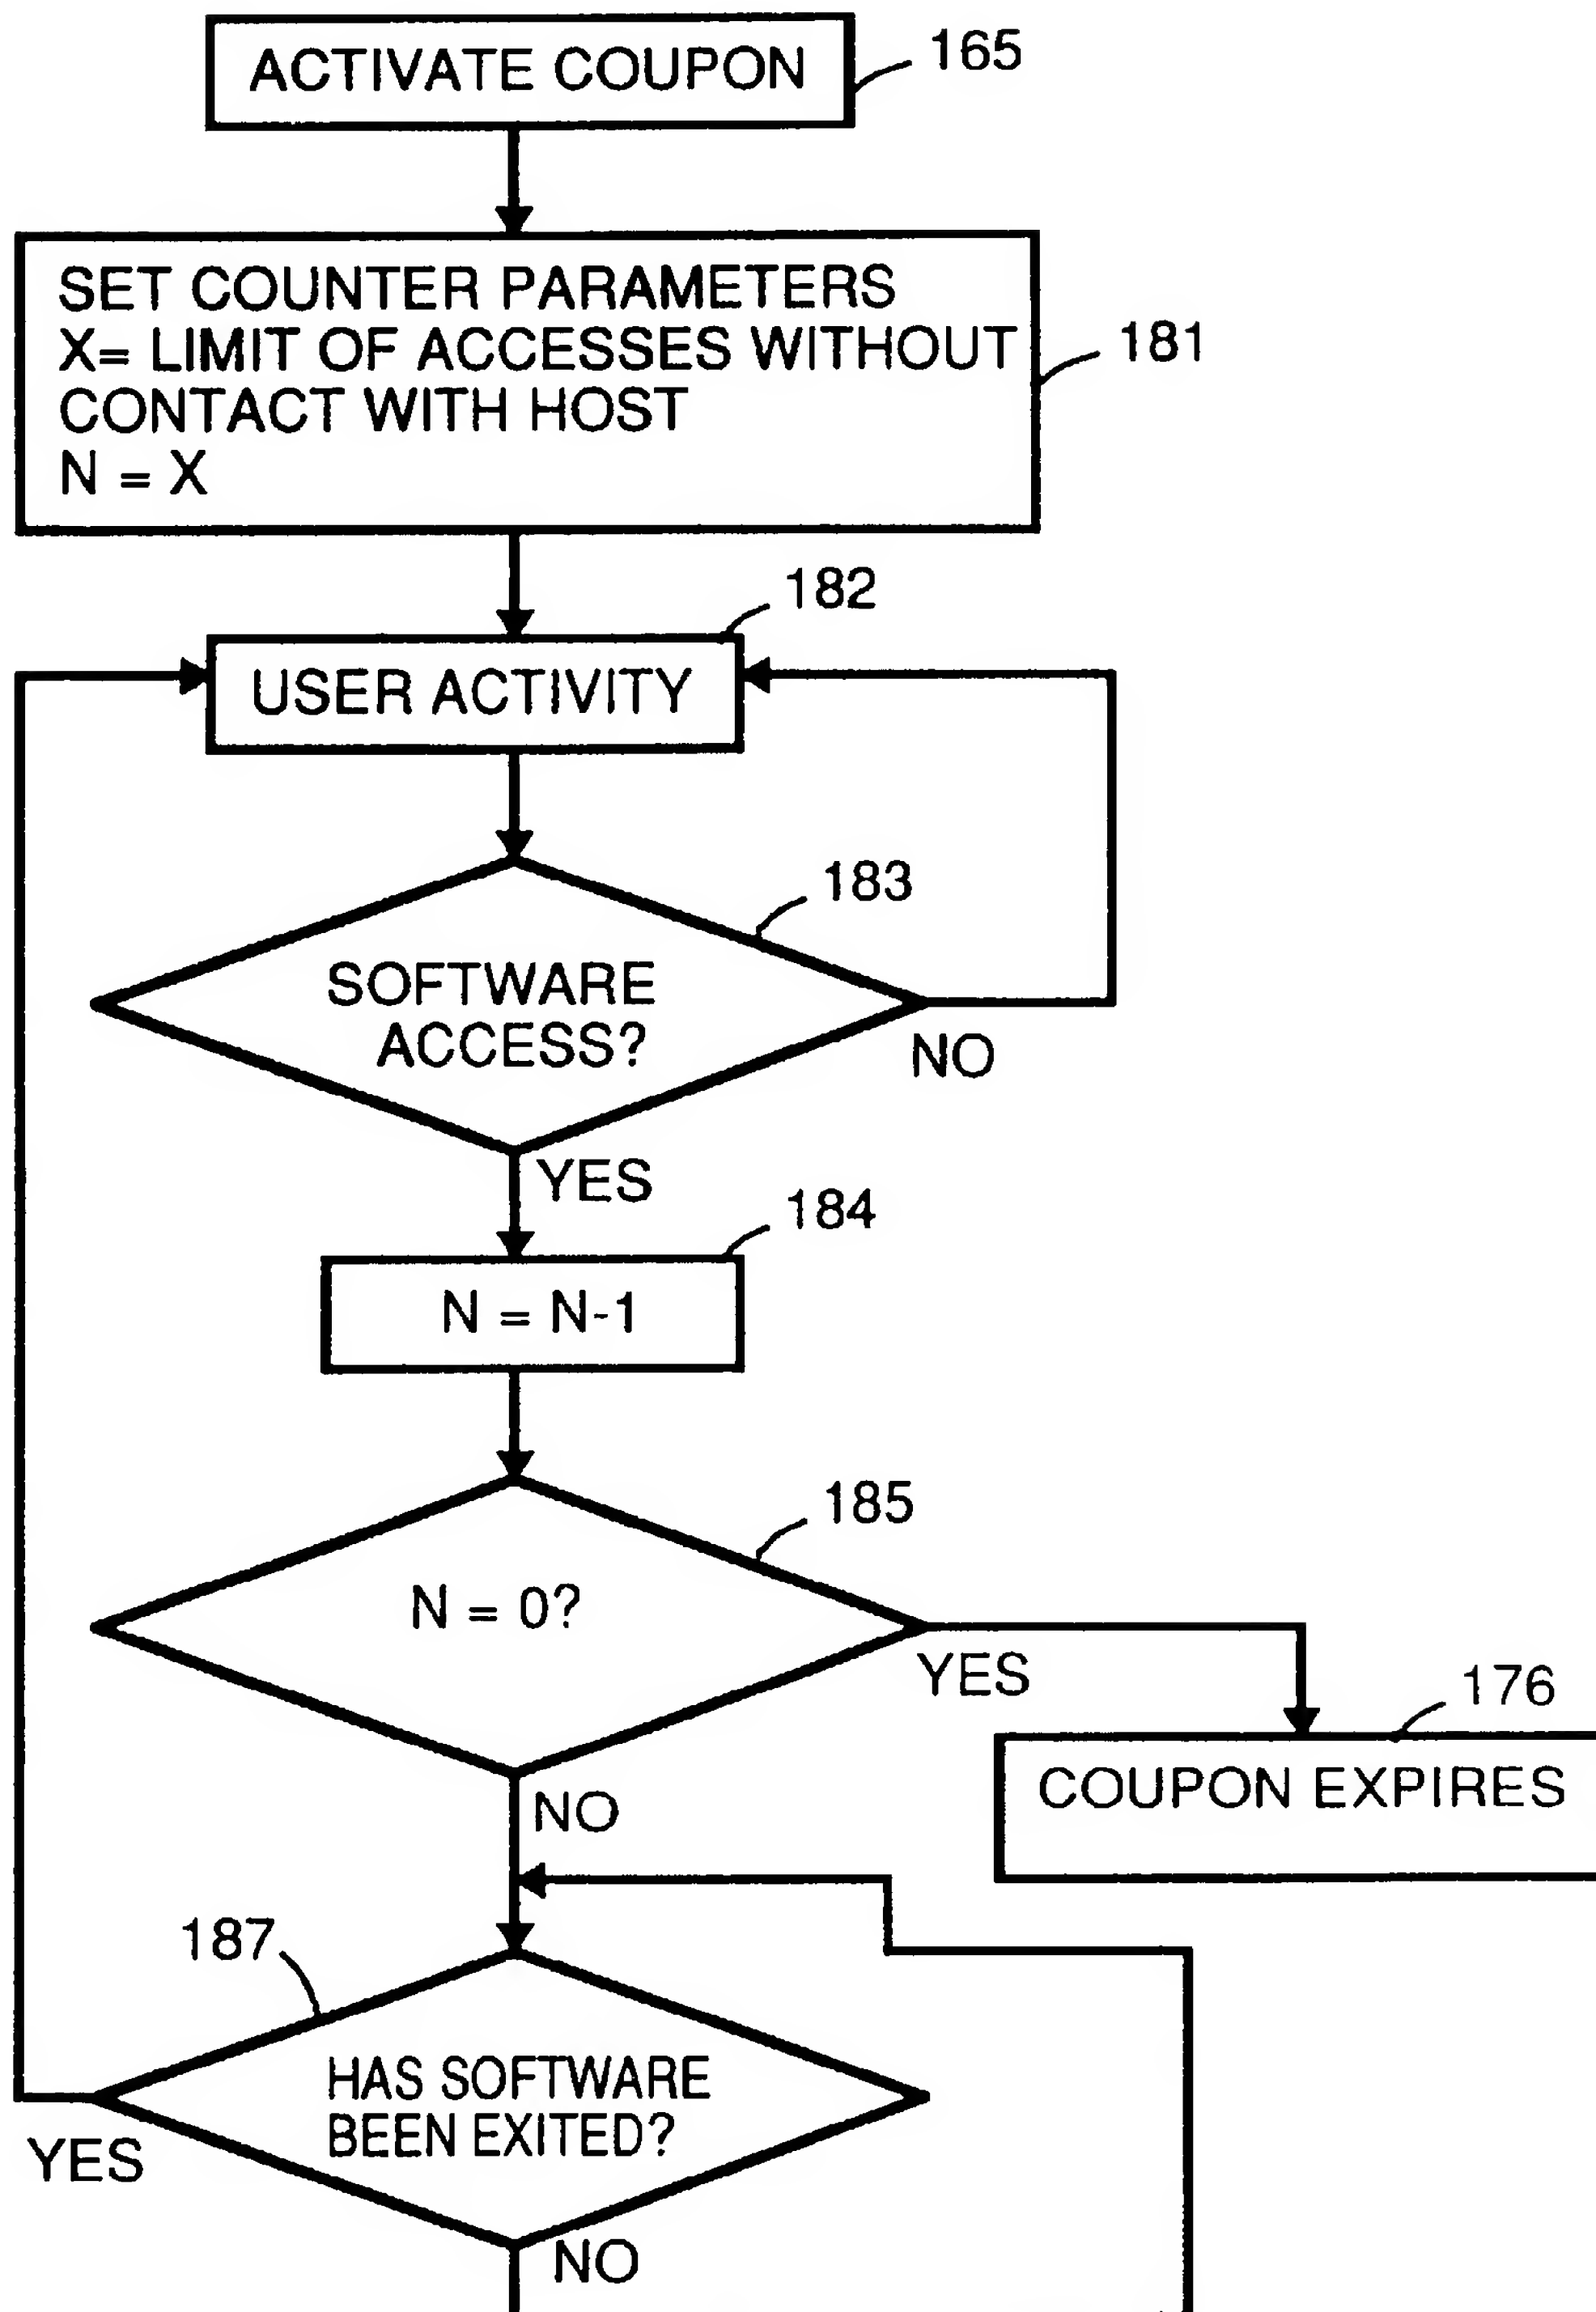 ACTIVATE COUPON
165
SET COUNTER PARAMETERS
X= LIMIT OF ACCESSES WITHOUT
CONTACT WITH HOST
N = X
181
182
USER ACTIVITY
183
SOFTWARE
ACCESS?
NO
YES
184
N = N-1
185
N = 0?
YES
176
COUPON EXPIRES
NO
187
HAS SOFTWARE
BEEN EXITED?
YES
NO